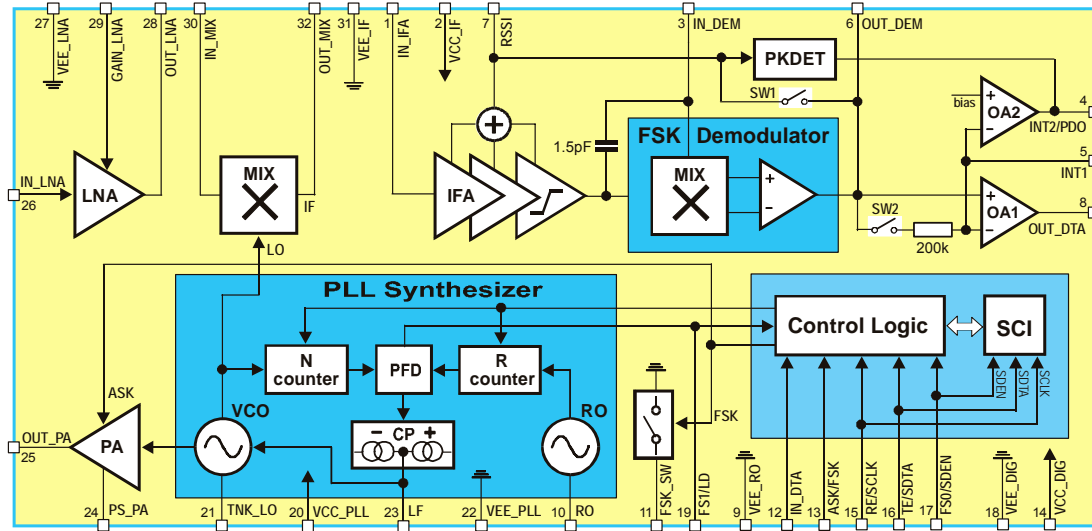 27 VEE_LNA
29 GAIN_LNA
28 OUT_LNA
30 IN_MIX
32 OUT_MIX
31 VEE_IF
1 IN_IFA
2 VCC_IF
7 RSSI
3 IN_DEM
6 OUT_DEM
PKDET
SW1
bias
+
−
OA2
4
INT2/PDO
5
INT1
1.5pF
FSK Demodulator
MIX
+
−
IN_LNA
26
LNA
MIX
IF
LO
IFA
+
SW2
200k
+
−
OA1
8
OUT_DTA
PLL Synthesizer
N counter
PFD
R counter
Control Logic
SCI
SDEN
SDTA
SCLK
ASK
VCO
− CP +
RO
FSK
OUT_PA
25
PA
24 PS_PA
21 TNK_LO
20 VCC_PLL
23 LF
22 VEE_PLL
10 RO
11 FSK_SW
19 FS1/LD
9 VEE_RO
12 IN_DTA
13 ASK/FSK
15 RE/SCLK
16 TE/SDTA
17 FS0/SDEN
18 VEE_DIG
14 VCC_DIG